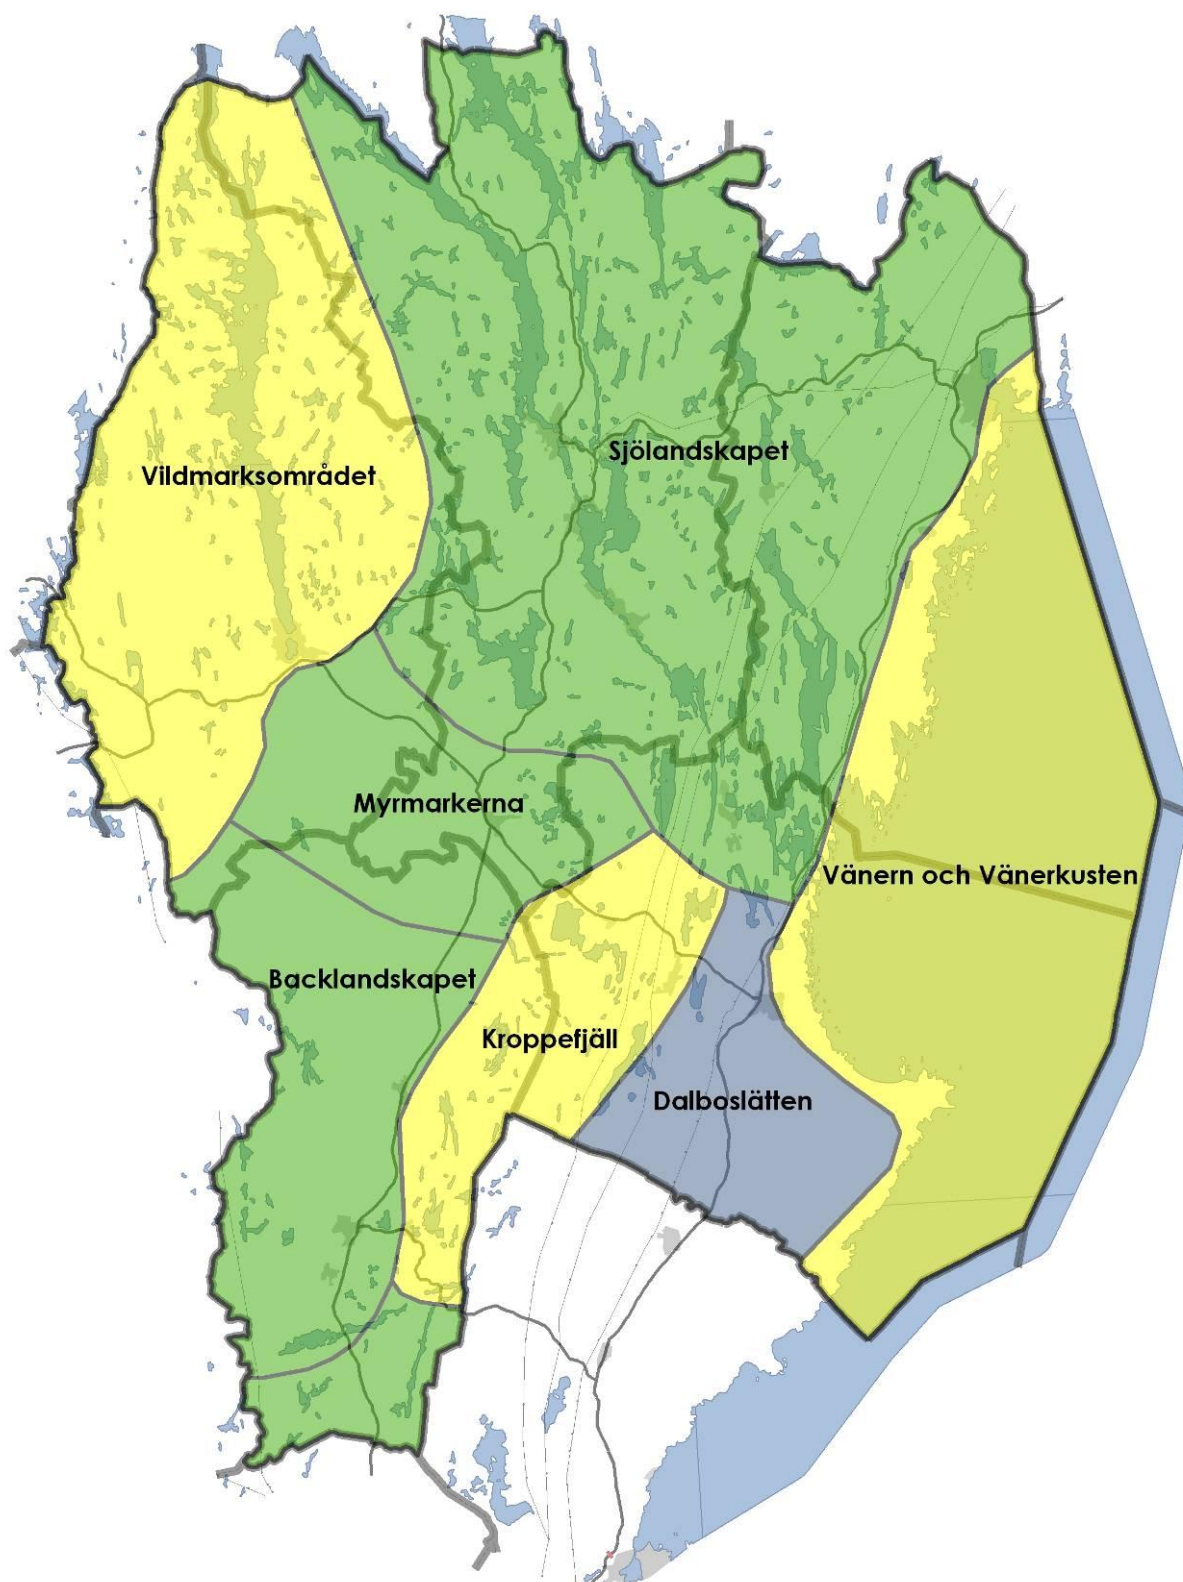 Sjölandskapet
Vildmarksområdet
Myrmarkerna
Vänern och Vänerkusten
Backlandskapet
Kroppefjäll
Dalboslätten